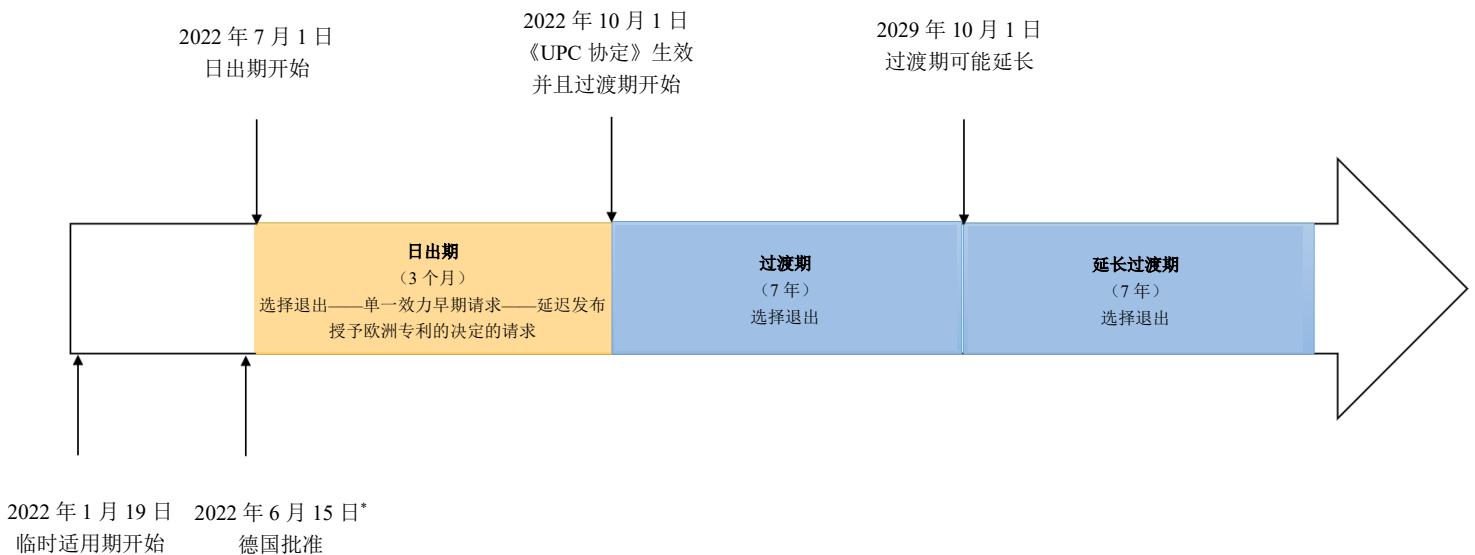 2022 年 7 月 1 日
日出期开始
2022 年 10 月 1 日
《UPC 协定》生效
并且过渡期开始
2029 年 10 月 1 日
过渡期可能延长
日出期
（3 个月）
选择退出——单一效力早期请求——延迟发布
授予欧洲专利的决定的请求
过渡期
（7 年）
选择退出
延长过渡期
（7 年）
选择退出
2022 年 1 月 19 日
临时适用期开始
2022 年 6 月 15 日*
德国批准